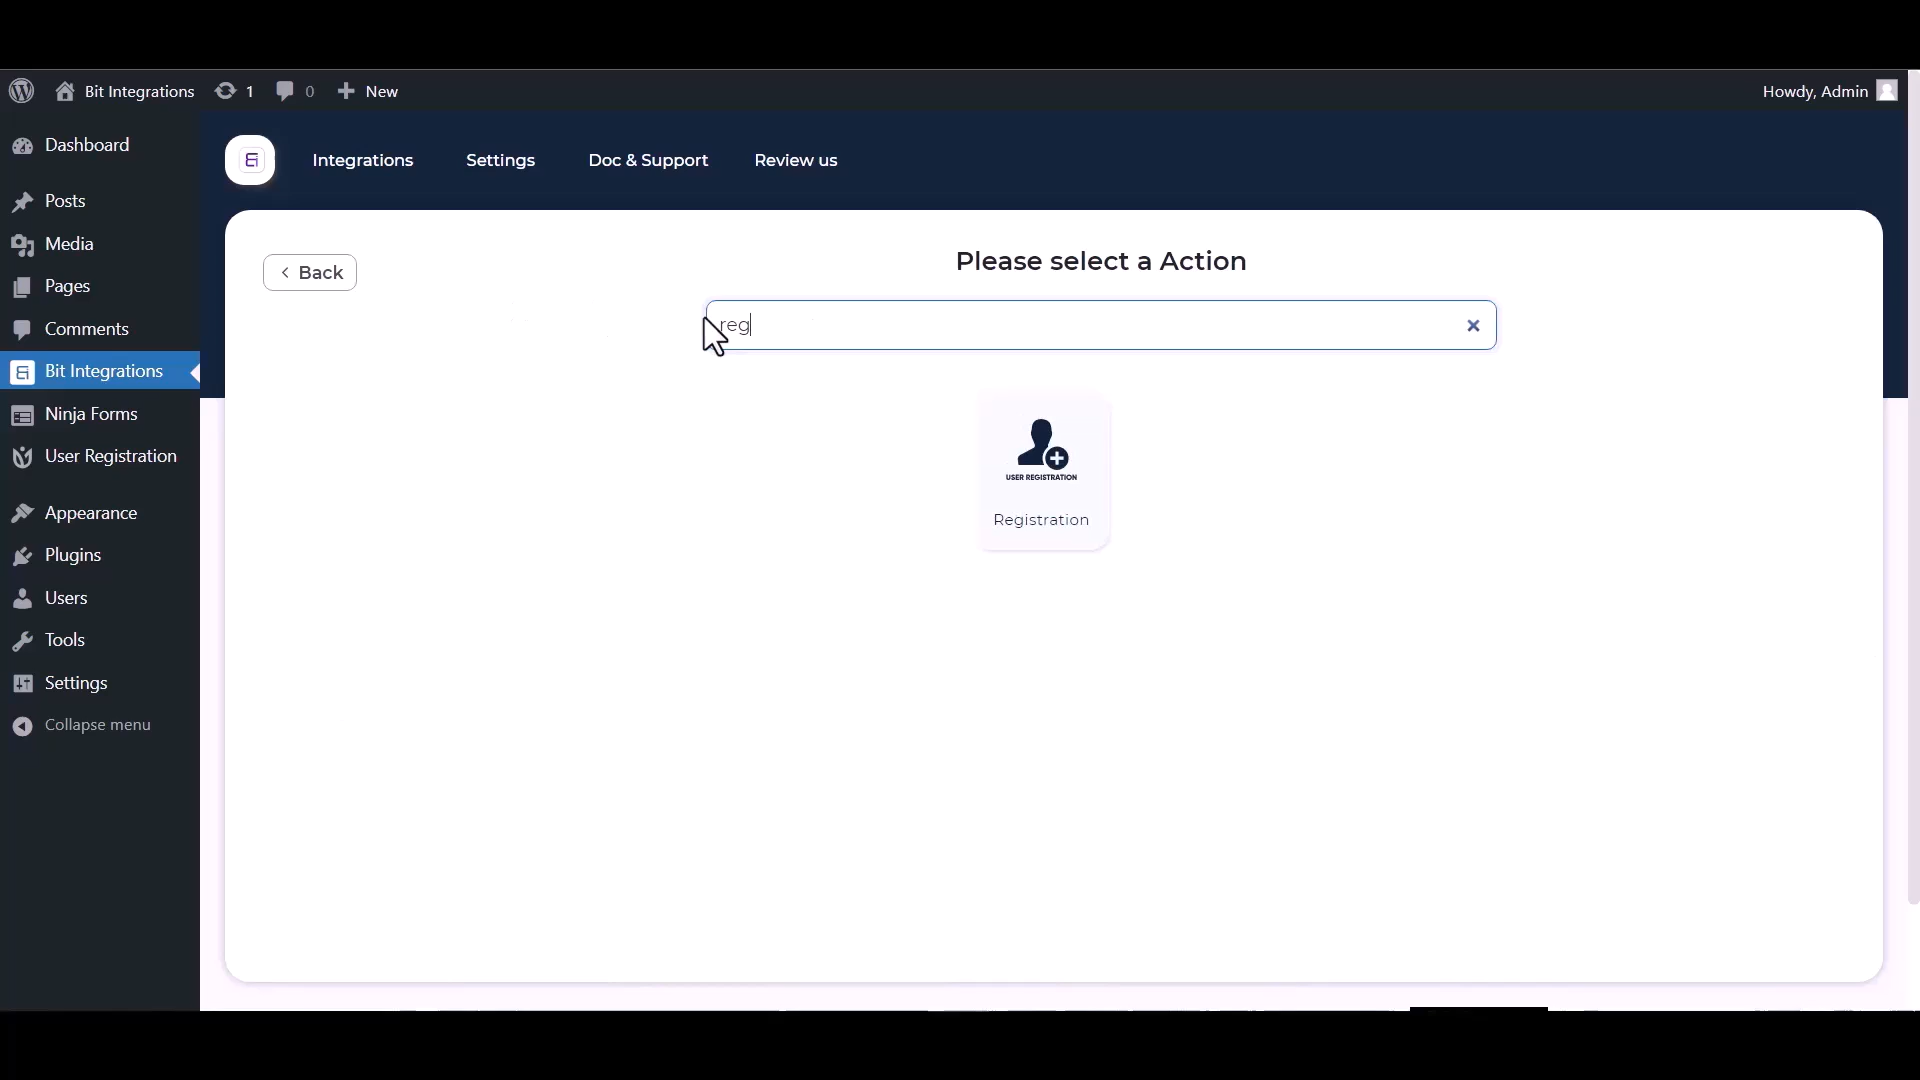 Bit Integrations 1 0 New Howdy, Admin
Dashboard
Posts
Media
Pages
Comments
Bit Integrations
Ninja Forms
User Registration
Appearance
Plugins
Users
Tools
Settings
Collapse menu
Integrations Settings Doc & Support Review us
Back
Please select a Action
reg
USER REGISTRATION
Registration